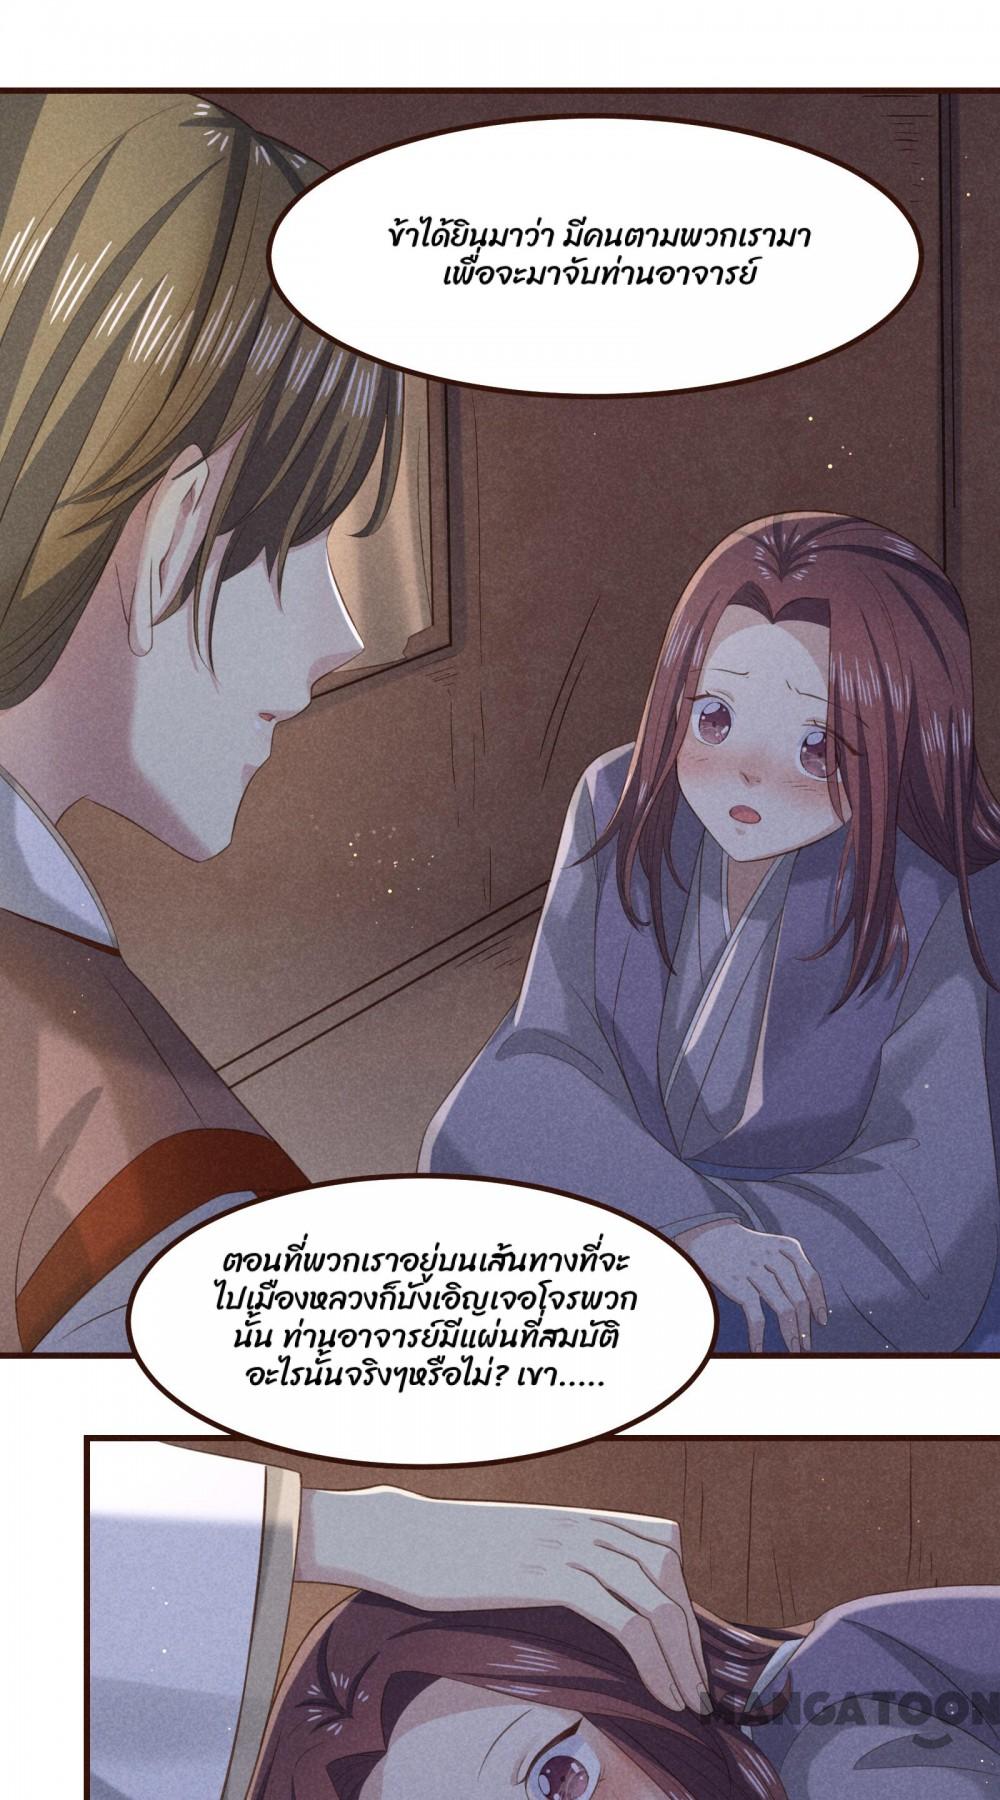 ข้าได้ยินมาว่า มีคนตามพวกเรามา
เพื่อจะมาจับท่านอาจารย์
ตอนที่พวกเราอยู่บนเส้นทางที่จะ
ไปเมืองหลวงก็บังเอิญเจอโจรพวก
นั้น ท่านอาจารย์มีแผ่นที่สมบัติ
อะไรนั้นจริงๆหรือไม่? เขา.....
MANGATOON